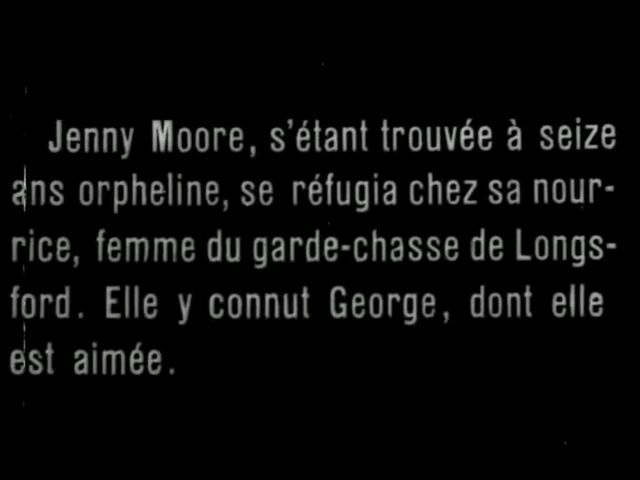 Jenny Moore, s'étant trouvée à seize
ans orpheline, se réfugia chez sa nour-
rice, femme du garde-chasse de Longs-
ford. Elle y connut George, dont elle
est aimée.